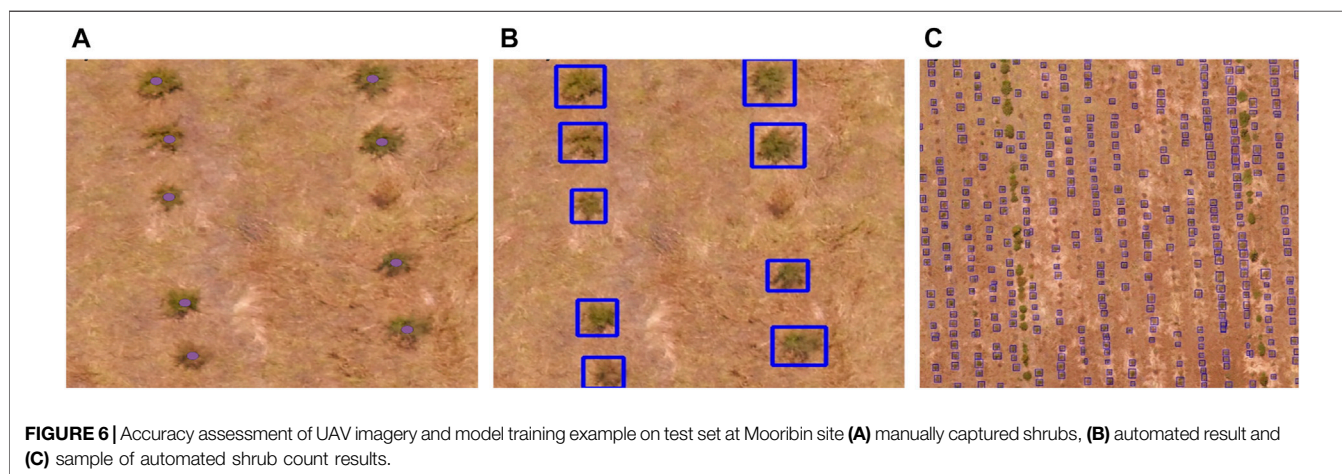 A
B
C
FIGURE 6 | Accuracy assessment of UAV imagery and model training example on test set at Mooribin site (A) manually captured shrubs, (B) automated result and
(C) sample of automated shrub count results.